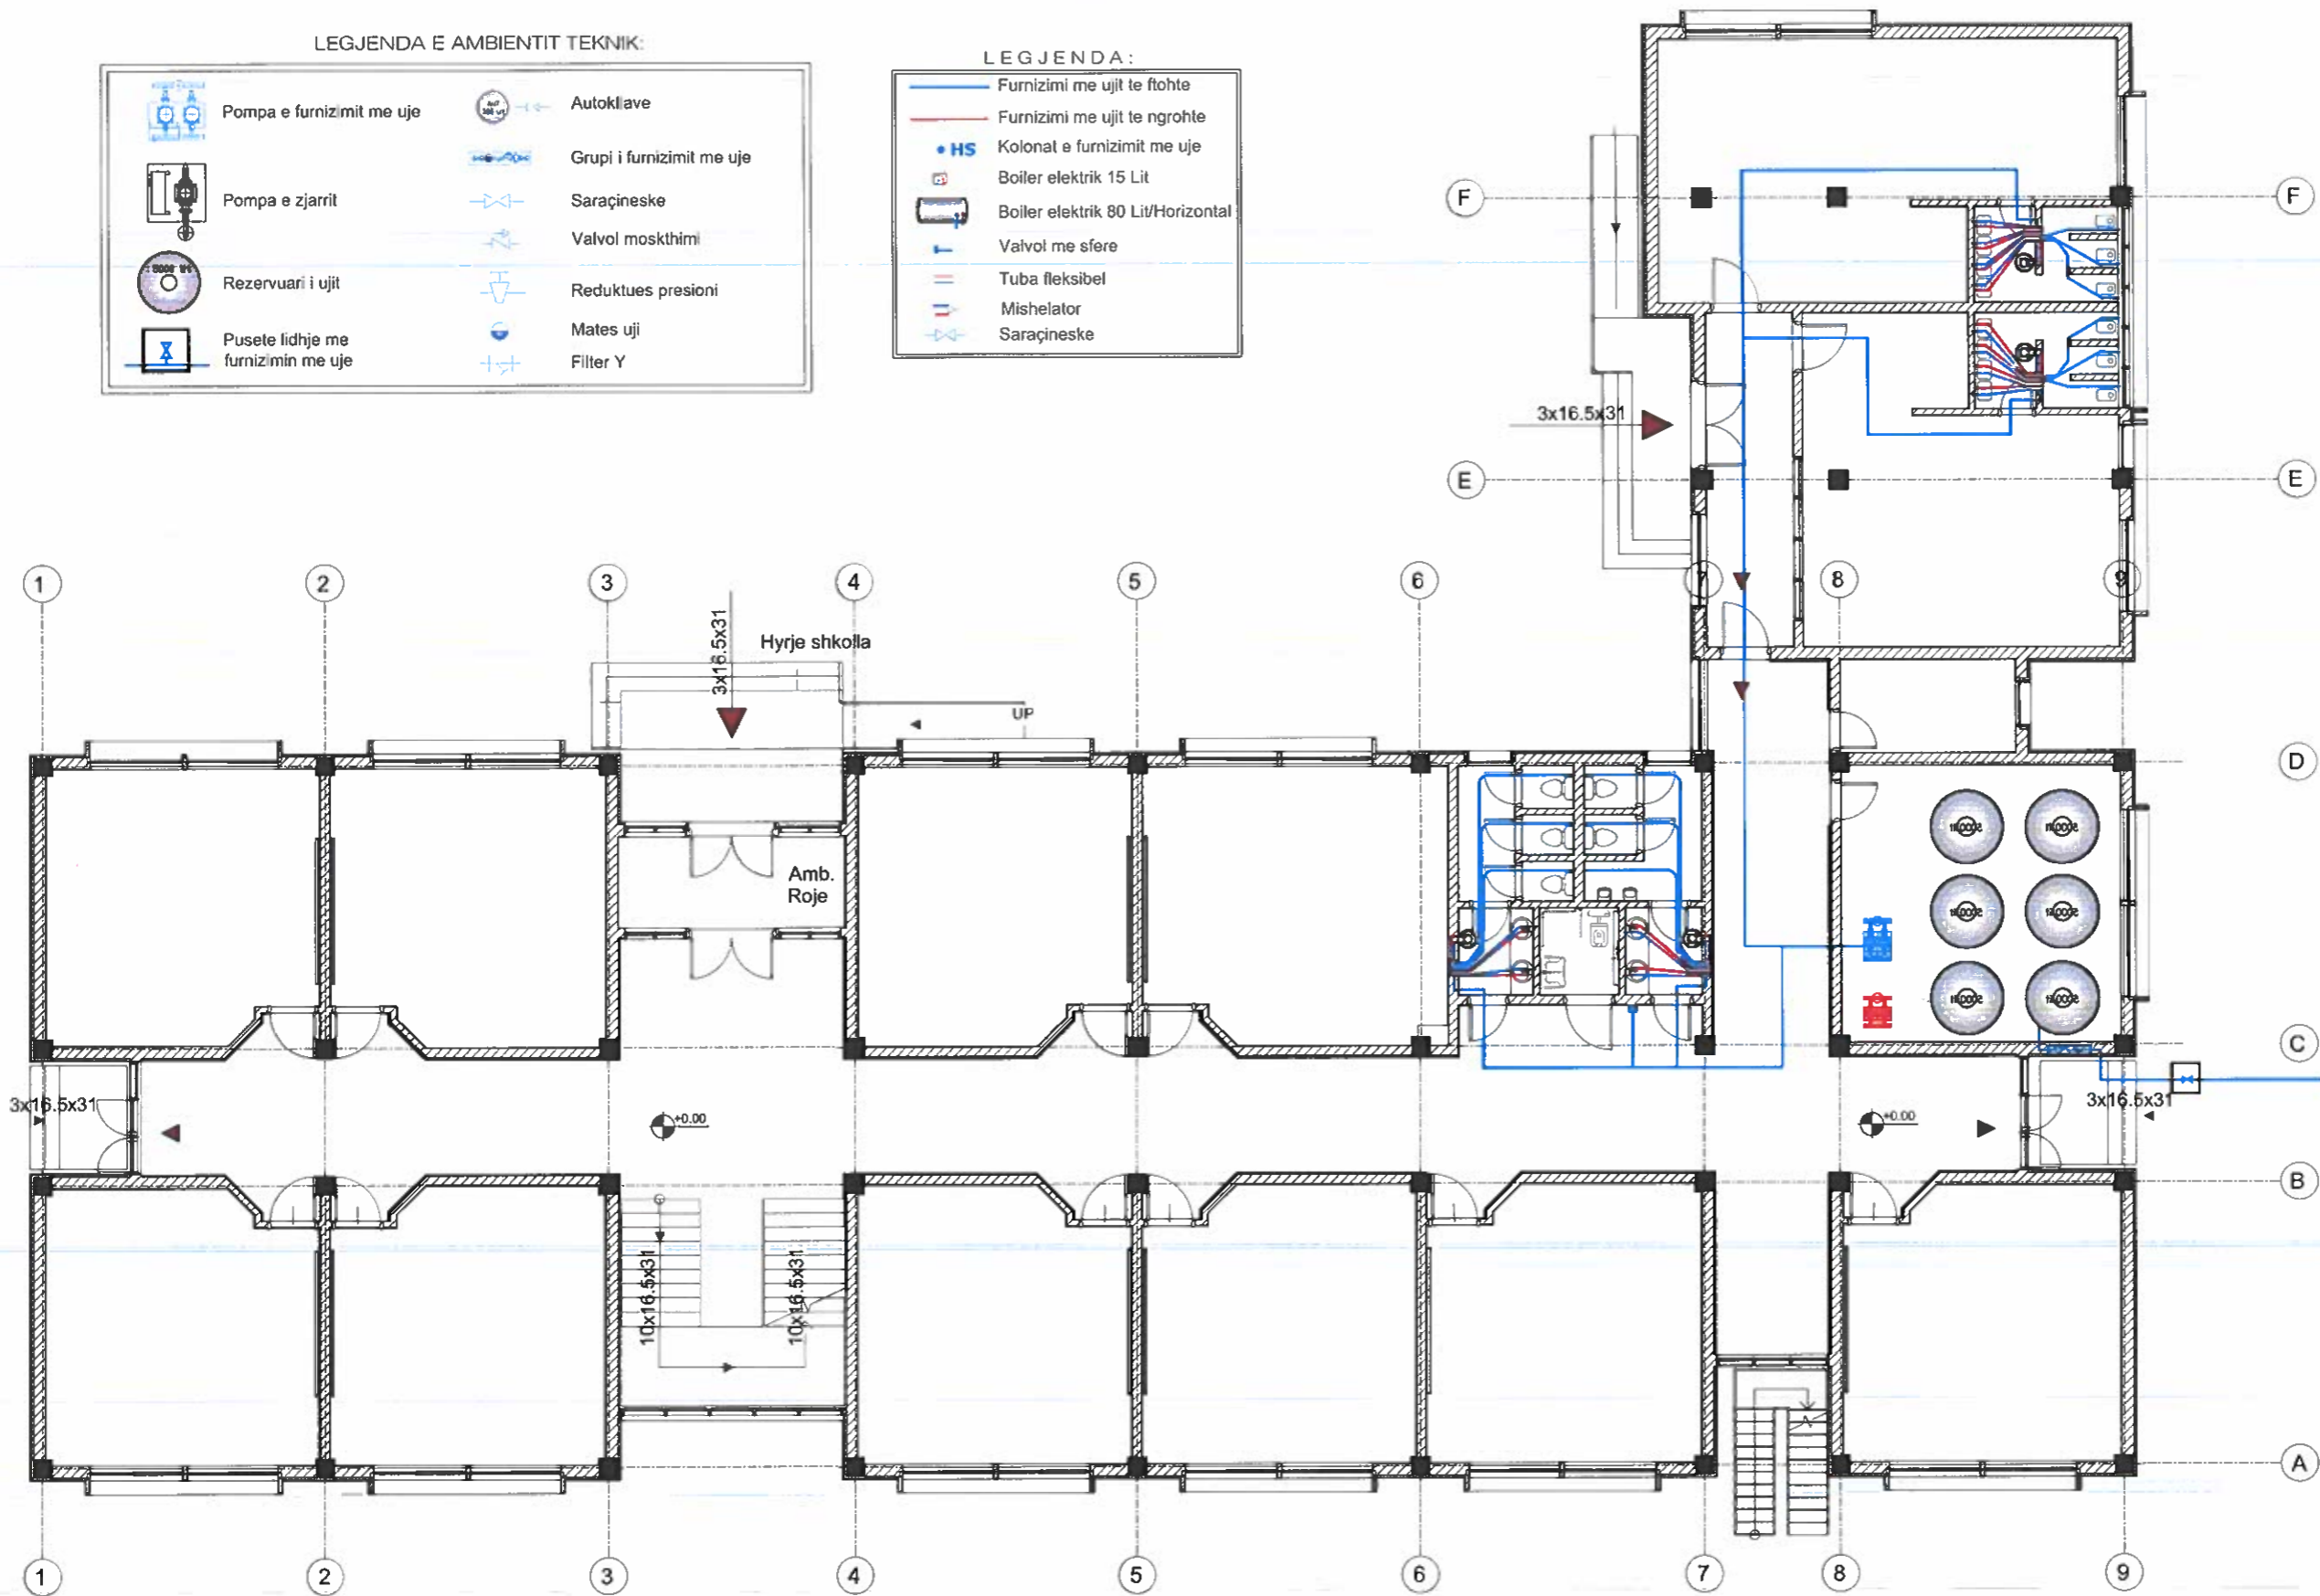 LEGJENDA E AMBIENTIT TEKNIK:
Pompa e furnizimit me uje
Autoklave
Grupi i furnizimit me uje
Pompa e zjarrit
Saraçineske
Valvol moskthimi
Rezervuari i ujit
Reduktues presioni
Pusete lidhje me
furnizimin me uje
Mates uji
Filter Y
LEGJENDA:
Furnizimi me ujit te ftohte
Furnizimi me ujit te ngrohte
HS
Kolonat e furnizimit me uje
Boiler elektrik 15 Lit
Boiler elektrik 80 Lit/Horizontal
Valvol me sfere
Tuba fleksibel
Mishelator
Saraçineske
F
F
3x16.5x31
E
E
1
2
3
4
5
6
7
8
9
3x16.5x31
Hyrje shkolla
UP
D
Amb.
Roje
C
3x16.5x31
+0.00
+0.00
3x16.5x31
B
10x16.5x31
10x16.5x31
A
1
2
3
4
5
6
7
8
9